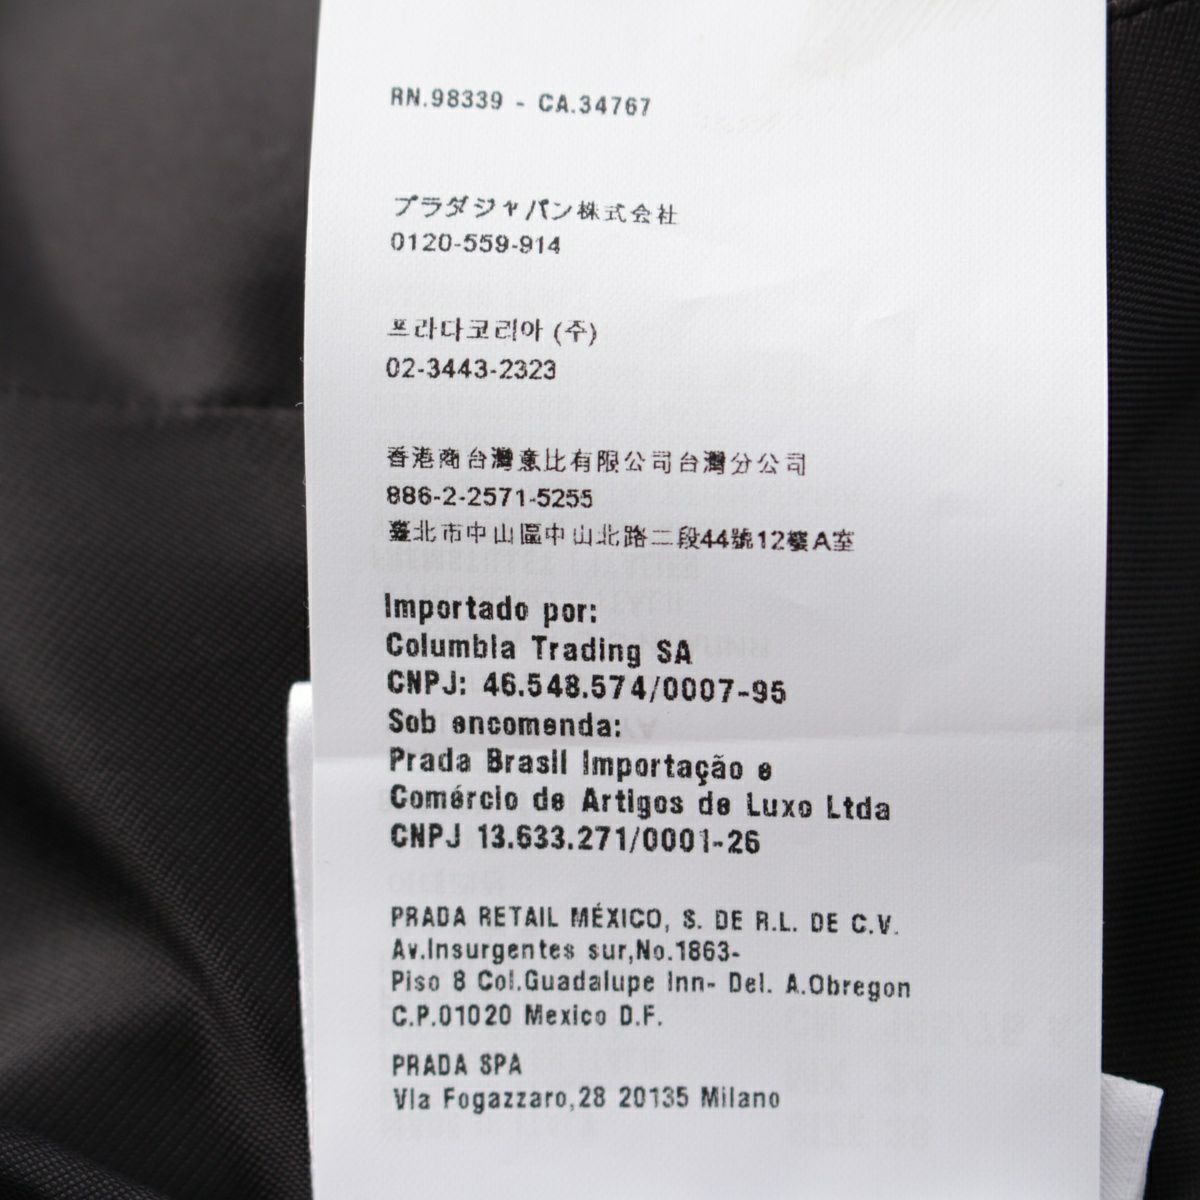 RN.98339 - CA.34767
プラダジャパン株式会社
0120-559-914
프라다코리아 (주)
02-3443-2323
香港商台灣意比有限公司台灣分公司
886-2-2571-5255
臺北市中山區中山北路二段44號12樓A室
Importado por:
Columbia Trading SA
CNPJ: 46.548.574/0007-95
Sob encomenda:
Prada Brasil Importação e
Comércio de Artigos de Luxo Ltda
CNPJ 13.633.271/0001-26
PRADA RETAIL MÉXICO, S. DE R.L. DE C.V.
Av.Insurgentes sur,No.1863-
Piso 8 Col.Guadalupe Inn- Del. A.Obregon
C.P.01020 Mexico D.F.
PRADA SPA
Via Fogazzaro,28 20135 Milano